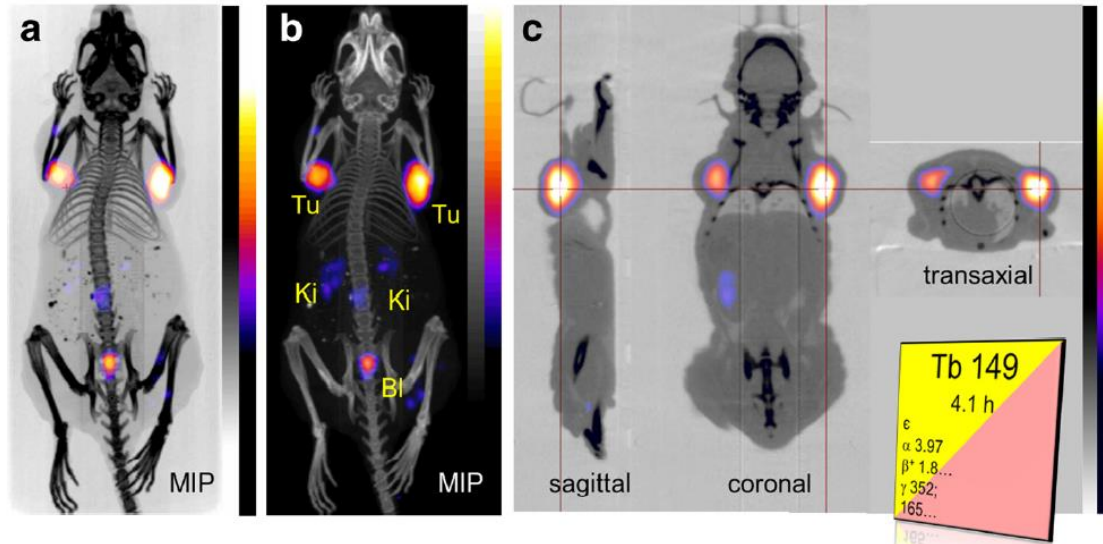 a
MIP
b
Tu
Tu
Ki
Ki
Bl
MIP
c
sagittal
coronal
transaxial
Tb 149
4.1 h
ϵ
α 3.97
β⁺ 1.8...
γ 352;
165...
165...